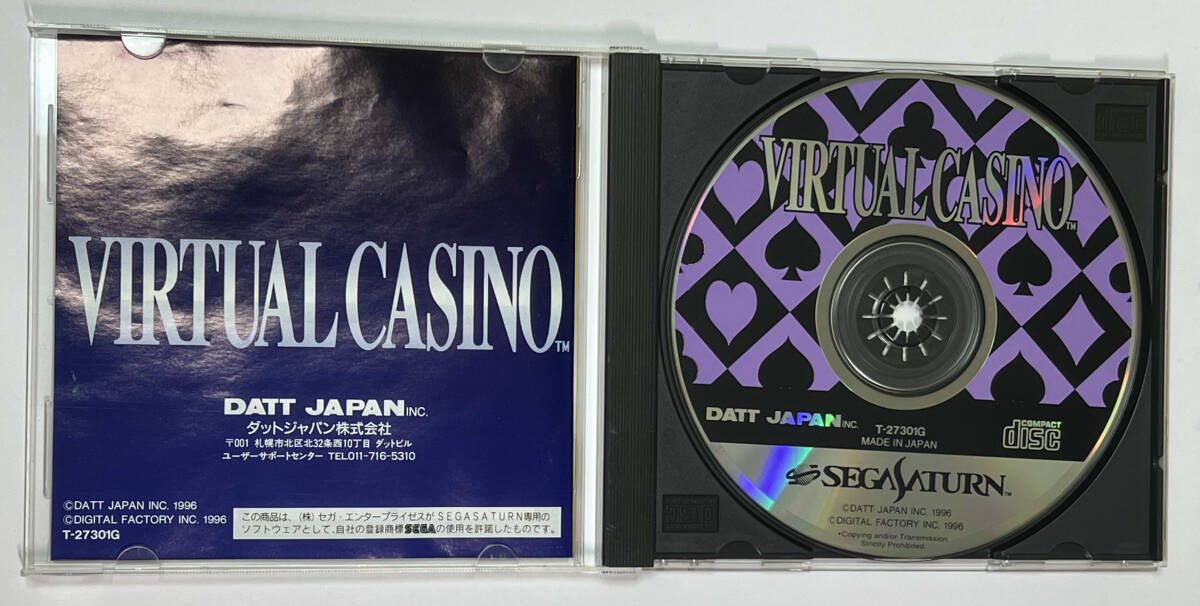 VIRTUAL CASINO™
DATT JAPAN INC.
ダットジャパン株式会社
〒001 札幌市北区北32条西10丁目 ダットビル
ユーザーサポートセンター TEL011-716-5310
©DATT JAPAN INC. 1996
©DIGITAL FACTORY INC. 1996
T-27301G
この商品は、(株)セガ・エンタープライゼスがSEGASATURN専用の
ソフトウェアとして、自社の登録商標SEGAの使用を許諾したものです。
VIRTUAL CASINO™
DATT JAPAN INC.
T-27301G
MADE IN JAPAN
COMPACT
disc
SEGASATURN™
©DATT JAPAN INC. 1996
©DIGITAL FACTORY INC. 1996
•Copying and/or Transmission
Strictly Prohibited.